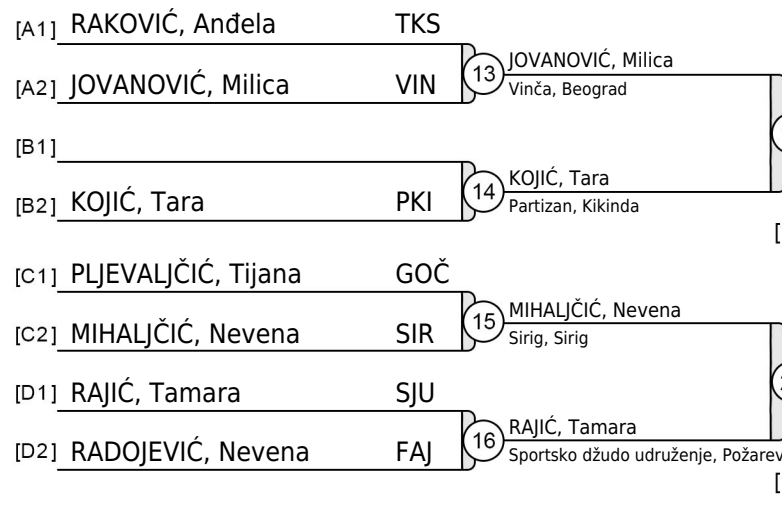 [A1] RAKOVIĆ, Anđela TKS
13 JOVANOVIĆ, Milica
[A2] JOVANOVIĆ, Milica VIN
Vinča, Beograd
[B1]
KOJIĆ, Tara
14
[B2] KOJIĆ, Tara PKI
Partizan, Kikinda
[
[C1] PLJEVALJČIĆ, Tijana GOČ
15 MIHALJČIĆ, Nevena
[C2] MIHALJČIĆ, Nevena SIR
Sirig, Sirig
[D1] RAJIĆ, Tamara SJU
16 RAJIĆ, Tamara
[D2] RADOJEVIĆ, Nevena FAJ
Sportsko džudo udruženje, Požarev
[